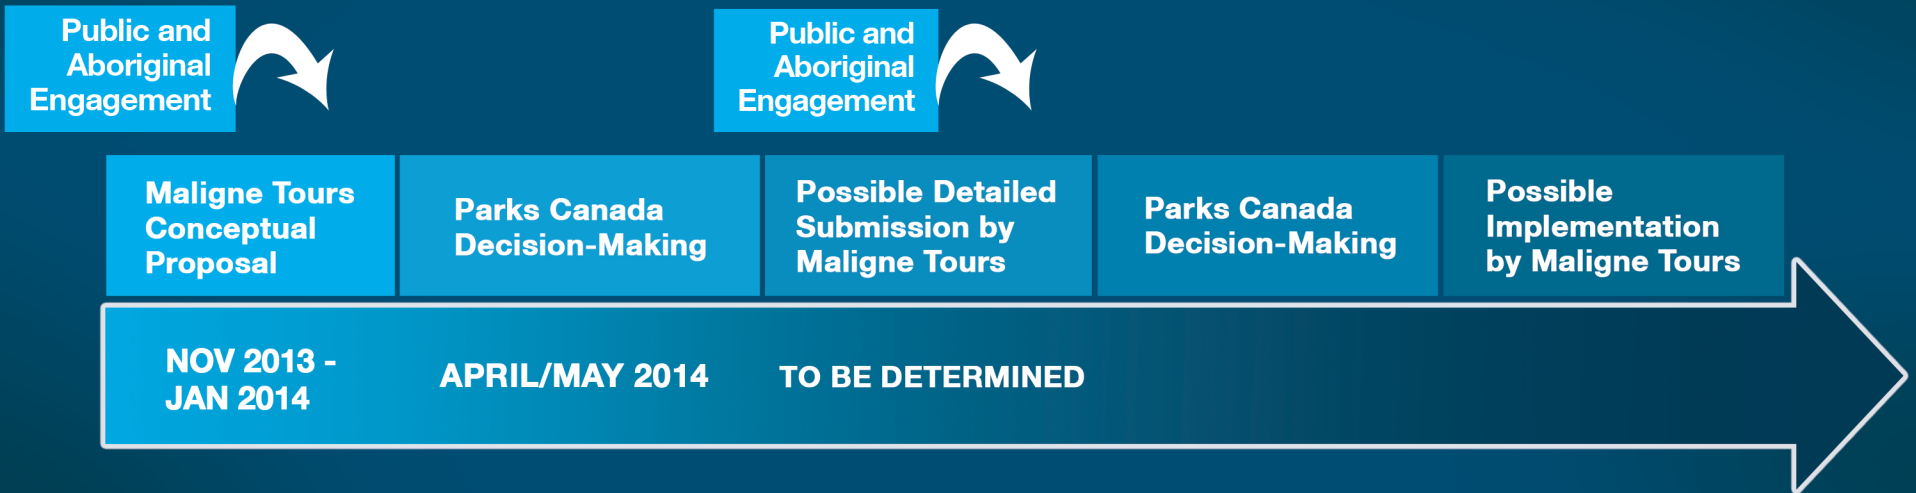 Public and
Aboriginal
Engagement
Public and
Aboriginal
Engagement
Maligne Tours
Conceptual
Proposal
Parks Canada
Decision-Making
Possible Detailed
Submission by
Maligne Tours
Parks Canada
Decision-Making
Possible
Implementation
by Maligne Tours
NOV 2013 -
JAN 2014
APRIL/MAY 2014
TO BE DETERMINED